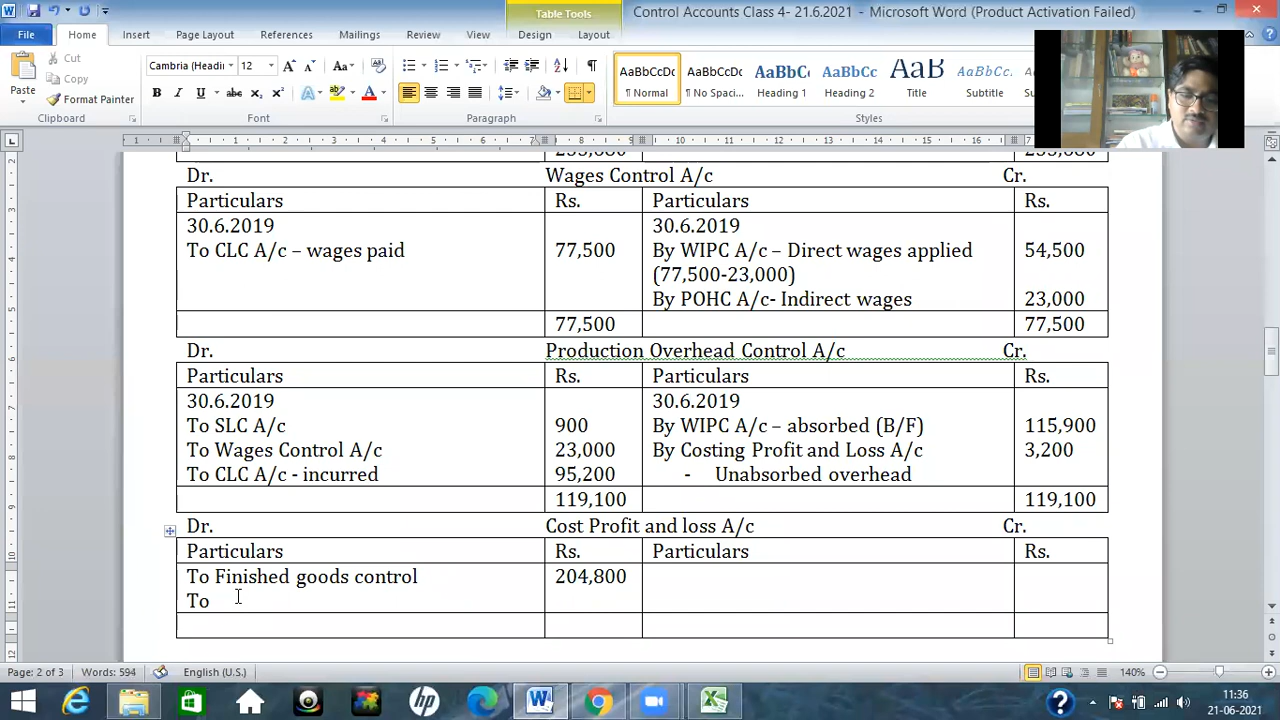 Table Tools
Control Accounts Class 4- 21.6.2021 - Microsoft Word (Product Activation Failed)
File Home Insert Page Layout References Mailings Review View Design Layout
Paste
Cut
Copy
Format Painter
Cambria (Headi 12
AaBbCcDc AaBbCcDc AaBbC( AaBbCc AaB AaBbCc. AaB
¶ Normal ¶ No Spaci... Heading 1 Heading 2 Title Subtitle Su
Clipboard Font Paragraph Styles
Dr. Wages Control A/c Cr.
Particulars Rs. Particulars Rs.
30.6.2019 30.6.2019
To CLC A/c – wages paid 77,500 By WIPC A/c – Direct wages applied 54,500
(77,500-23,000)
By POHC A/c- Indirect wages 23,000
77,500 77,500
Dr. Production Overhead Control A/c Cr.
Particulars Rs. Particulars Rs.
30.6.2019 30.6.2019
To SLC A/c 900 By WIPC A/c – absorbed (B/F) 115,900
To Wages Control A/c 23,000 By Costing Profit and Loss A/c 3,200
To CLC A/c - incurred 95,200 - Unabsorbed overhead
119,100 119,100
Dr. Cost Profit and loss A/c Cr.
Particulars Rs. Particulars Rs.
To Finished goods control 204,800
To
Page: 2 of 3 Words: 594 English (U.S.) 140%
11:36
21-06-2021